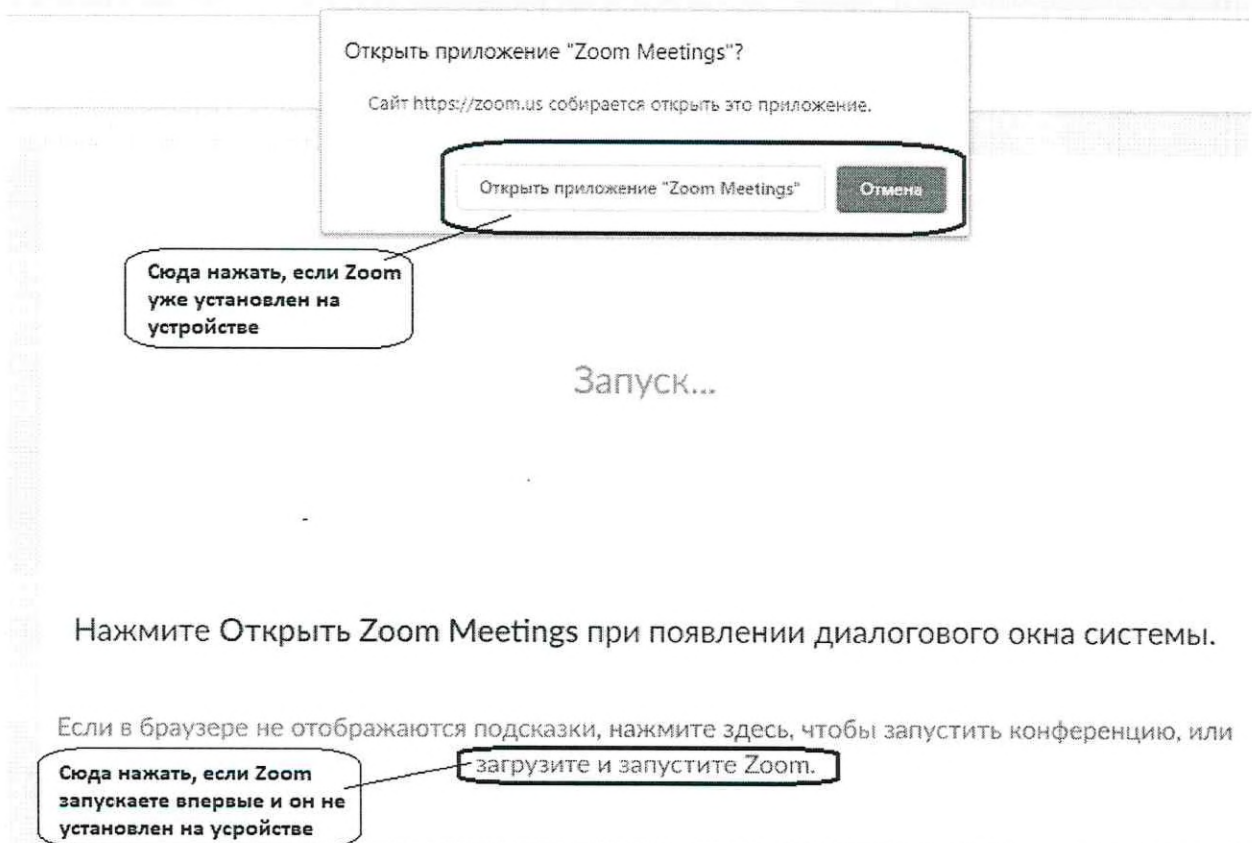 Открыть приложение "Zoom Meetings"?
Сайт https://zoom.us собирается открыть это приложение.
Открыть приложение "Zoom Meetings"
Отмена
Сюда нажать, если Zoom
уже установлен на
устройстве
Запуск...
Нажмите Открыть Zoom Meetings при появлении диалогового окна системы.
Если в браузере не отображаются подсказки, нажмите здесь, чтобы запустить конференцию, или
загрузите и запустите Zoom.
Сюда нажать, если Zoom
запускаете впервые и он не
установлен на усройстве